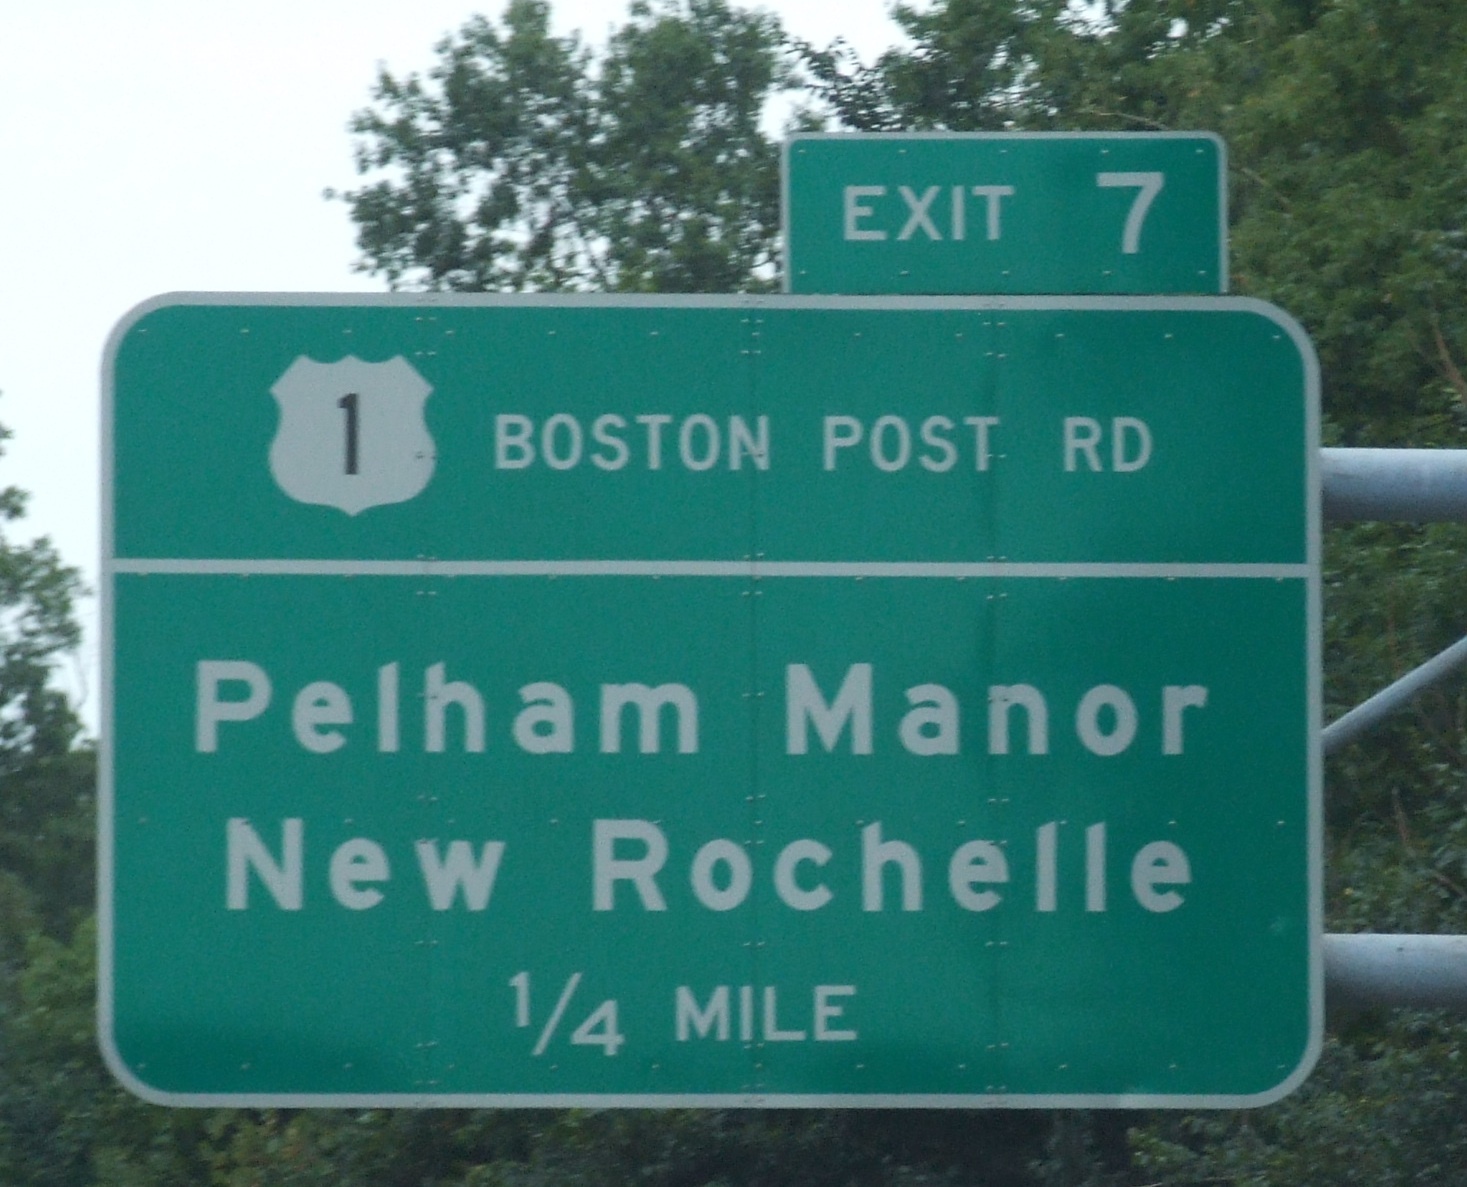 EXIT 7
1 BOSTON POST RD
Pelham Manor
New Rochelle
1/4 MILE